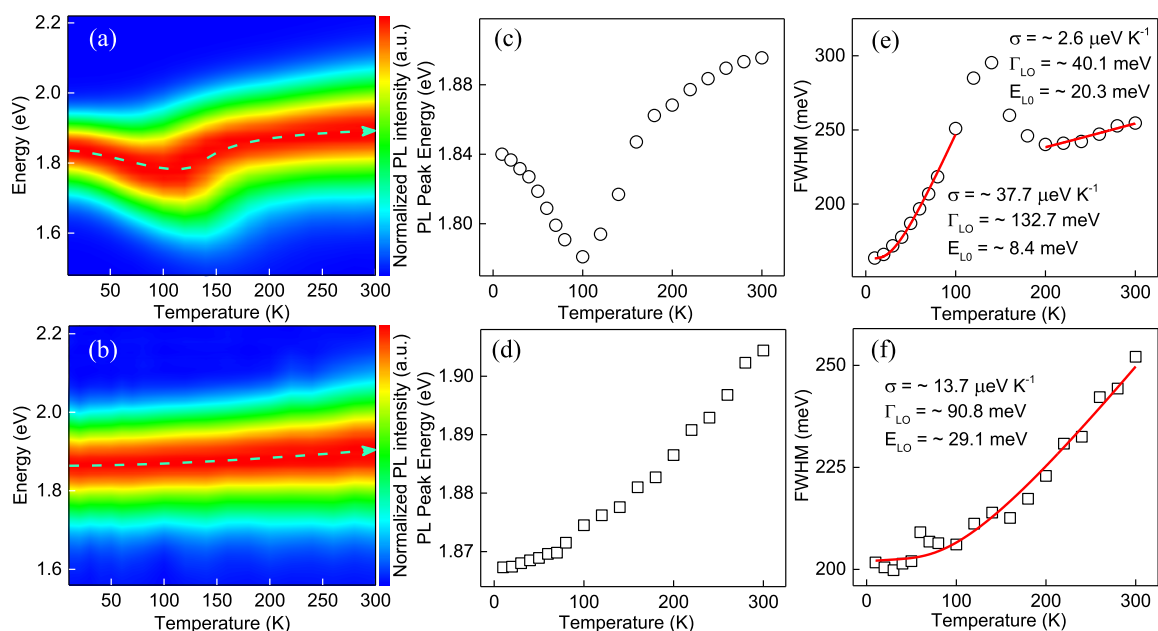 (a)
2.2
2.0
1.8
1.6
Energy (eV)
50 100 150 200 250 300
Temperature (K)
Normalized PL intensity (a.u.)
(c)
1.88
1.84
1.80
PL Peak Energy (eV)
0 100 200 300
Temperature (K)
(e)
σ = ~ 2.6 µeV K⁻¹
Γ_LO = ~ 40.1 meV
E_L0 = ~ 20.3 meV
300
250
200
FWHM (meV)
σ = ~ 37.7 µeV K⁻¹
Γ_LO = ~ 132.7 meV
E_L0 = ~ 8.4 meV
0 100 200 300
Temperature (K)
(b)
2.2
2.0
1.8
1.6
Energy (eV)
50 100 150 200 250 300
Temperature (K)
Normalized PL intensity (a.u.)
(d)
1.90
1.89
1.88
1.87
PL Peak Energy (eV)
0 100 200 300
Temperature (K)
(f)
250
225
200
FWHM (meV)
σ = ~ 13.7 µeV K⁻¹
Γ_LO = ~ 90.8 meV
E_LO = ~ 29.1 meV
0 100 200 300
Temperature (K)